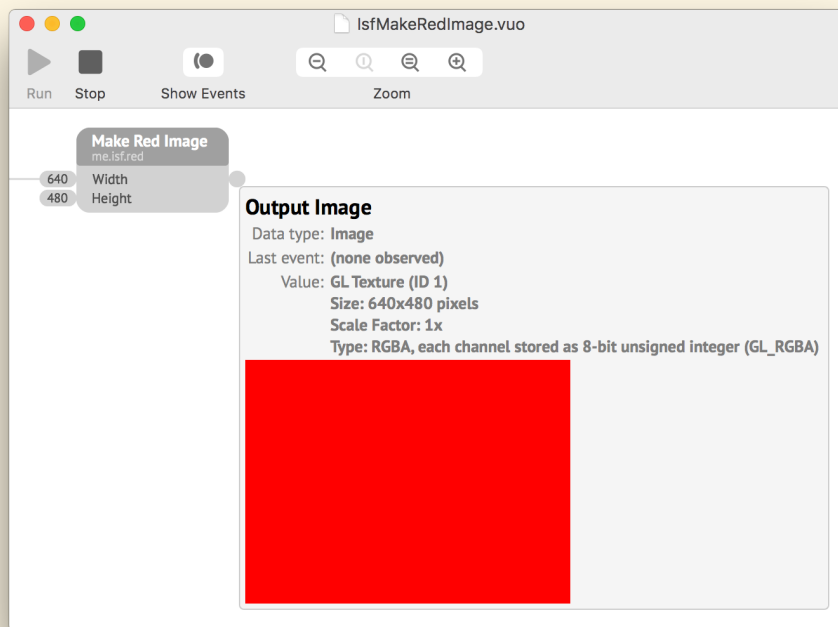 IsfMakeRedImage.vuo
Run
Stop
Show Events
Zoom
Make Red Image
me.isf.red
640 Width
480 Height
Output Image
Data type: Image
Last event: (none observed)
Value: GL Texture (ID 1)
Size: 640x480 pixels
Scale Factor: 1x
Type: RGBA, each channel stored as 8-bit unsigned integer (GL_RGBA)